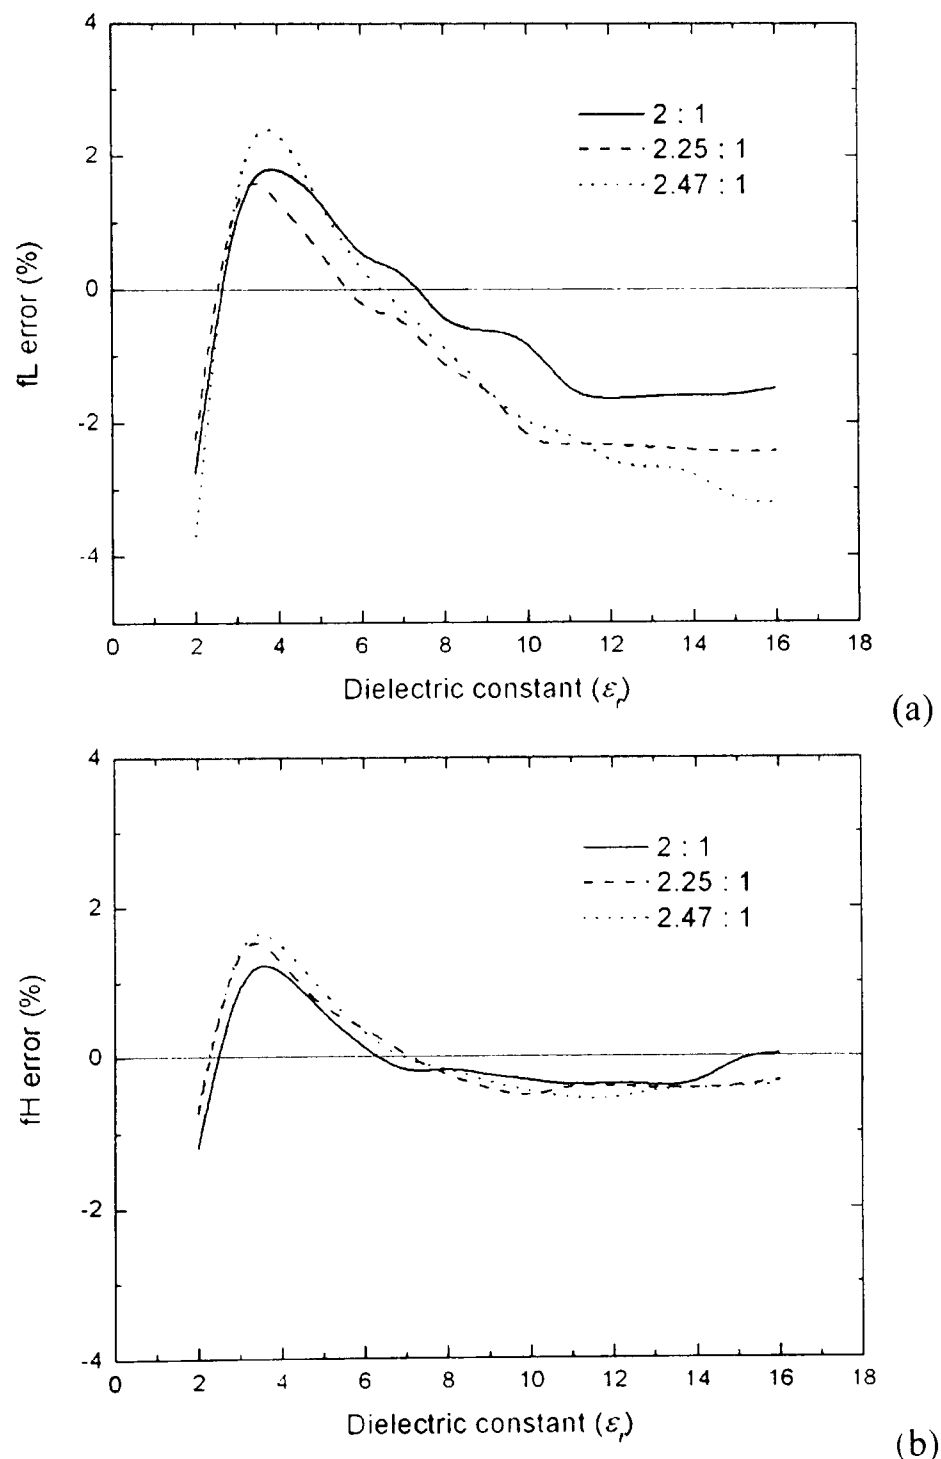 4
2 : 1
2.25 : 1
2
2.47 : 1
fL error (%)
0
-2
-4
0 2 4 6 8 10 12 14 16 18
Dielectric constant (εr)
(a)
4
2 : 1
2.25 : 1
2
2.47 : 1
fH error (%)
0
-2
-4
0 2 4 6 8 10 12 14 16 18
Dielectric constant (εr)
(b)